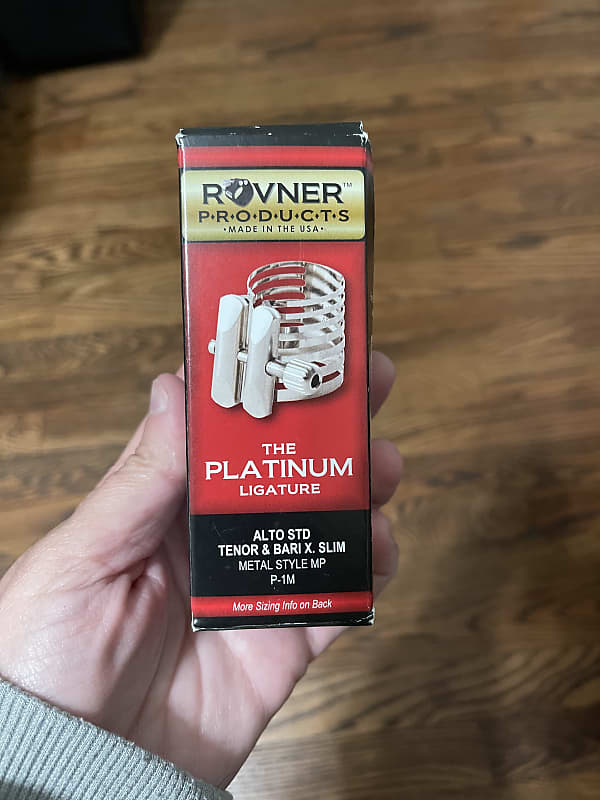 ROVNER™
P•R•O•D•U•C•T•S
•MADE IN THE USA•
THE
PLATINUM
LIGATURE
ALTO STD
TENOR & BARI X. SLIM
METAL STYLE MP
P-1M
More Sizing Info on Back